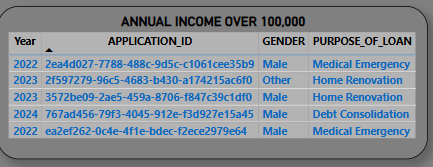 ANNUAL INCOME OVER 100,000
Year APPLICATION_ID GENDER PURPOSE_OF_LOAN
2022 2ea4d027-7788-488c-9d5c-c1061cee35b9 Male Medical Emergency
2023 2f597279-96c5-4683-b430-a174215ac6f0 Other Home Renovation
2023 3572be09-2ae5-459a-8706-f847c39c1df0 Male Home Renovation
2024 767ad456-79f3-4045-912e-f3d927e15a45 Male Debt Consolidation
2022 ea2ef262-0c4e-4f1e-bdec-f2ece2979e64 Male Medical Emergency